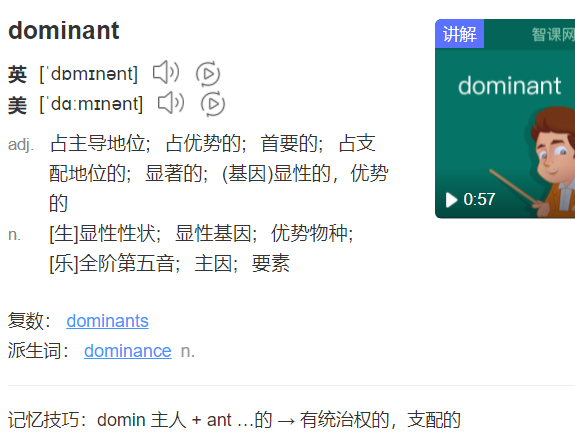 dominant
英 [ˈdɒmɪnənt]
美 [ˈdɑːmɪnənt]
adj. 占主导地位；占优势的；首要的；占支
配地位的；显著的；(基因)显性的，优势
的
n. [生]显性性状；显性基因；优势物种；
[乐]全阶第五音；主因；要素
复数： dominants
派生词： dominance n.
记忆技巧：domin 主人 + ant …的 → 有统治权的，支配的
讲解
智课网
dominant
0:57